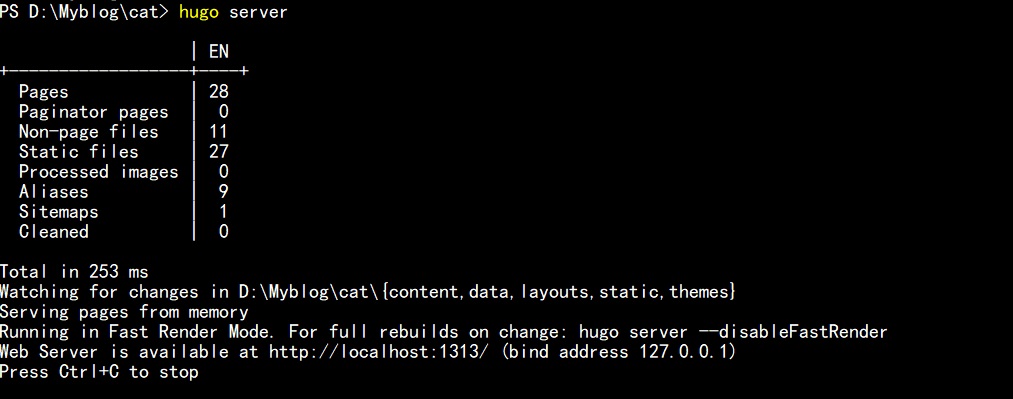 PS D:\Myblog\cat> hugo server
| EN
+------------------+----+
Pages | 28
Paginator pages | 0
Non-page files | 11
Static files | 27
Processed images | 0
Aliases | 9
Sitemaps | 1
Cleaned | 0
Total in 253 ms
Watching for changes in D:\Myblog\cat\{content,data,layouts,static,themes}
Serving pages from memory
Running in Fast Render Mode. For full rebuilds on change: hugo server --disableFastRender
Web Server is available at http://localhost:1313/ (bind address 127.0.0.1)
Press Ctrl+C to stop